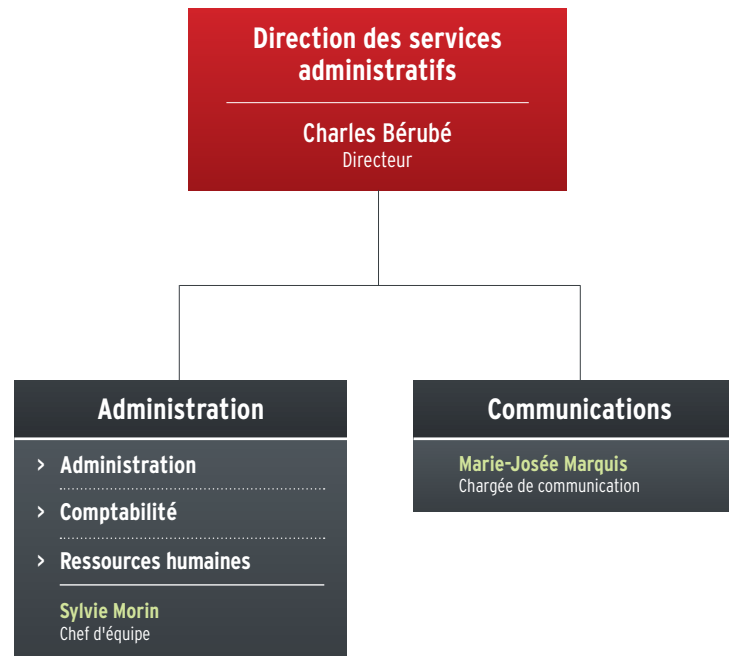 Direction des services
administratifs
Charles Bérubé
Directeur
Administration
> Administration
> Comptabilité
> Ressources humaines
Sylvie Morin
Chef d'équipe
Communications
Marie-Josée Marquis
Chargée de communication